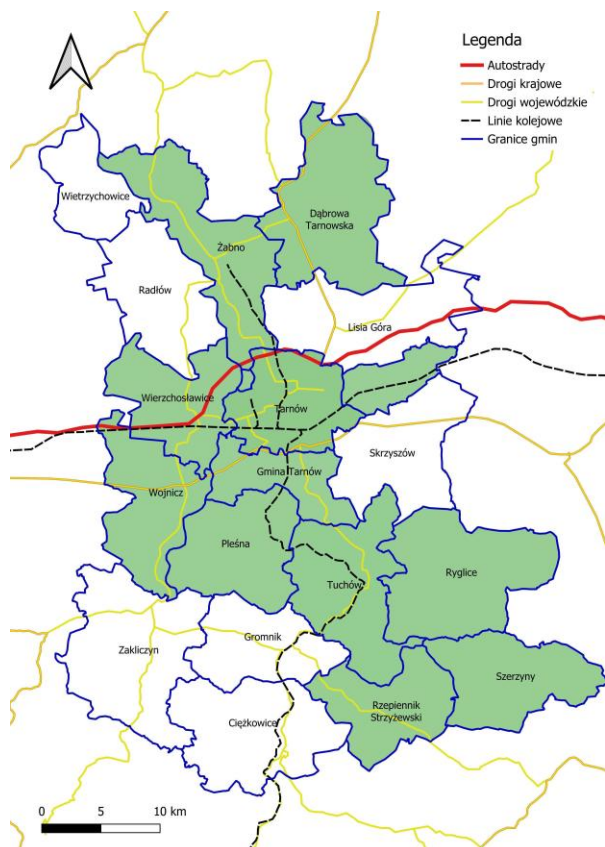 Legenda
Autostrady
Drogi krajowe
Drogi wojewódzkie
Linie kolejowe
Granice gmin
Wietrzychowice
Dąbrowa
Tarnowska
Żabno
Radłów
Lisia Góra
Wierzchosławice
Tarnów
Skrzyszów
Gmina Tarnów
Wojnicz
Pleśna
Ryglice
Tuchów
Gromnik
Zakliczyn
Szerzyny
Rzepiennik
Strzyżewski
Ciężkowice
0 5 10 km